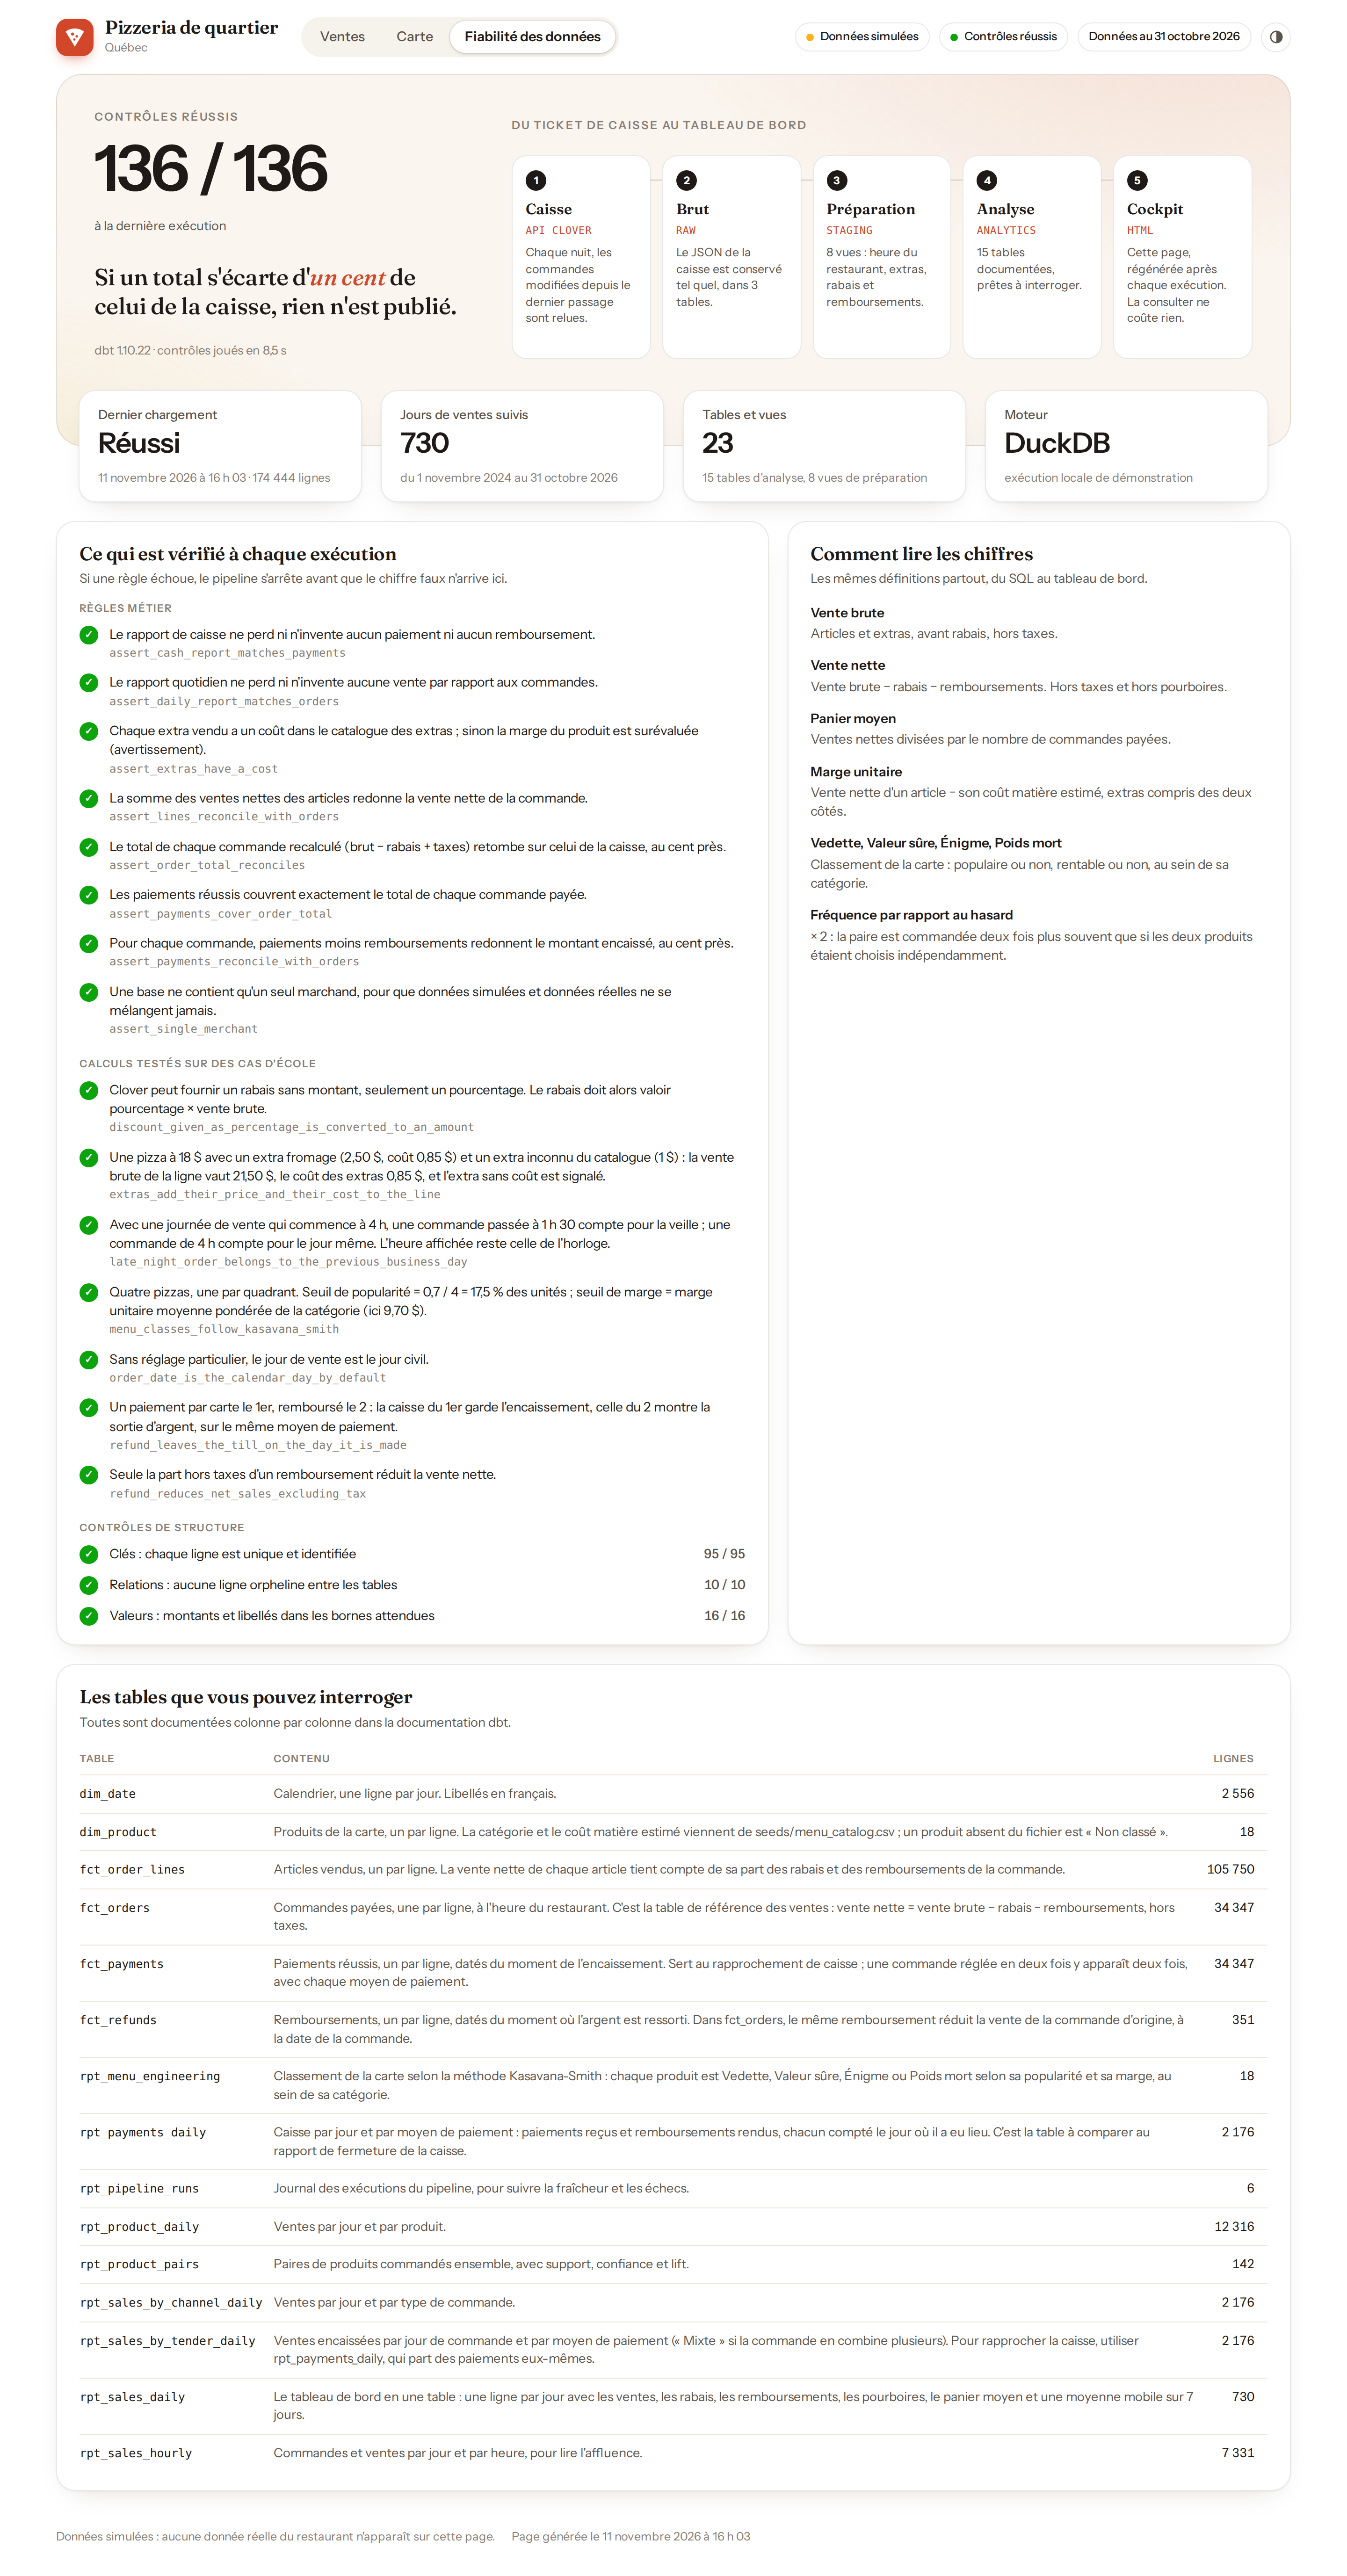 Pizzeria de quartier
Québec
Ventes
Carte
Fiabilité des données
Données simulées
Contrôles réussis
Données au 31 octobre 2026
CONTRÔLES RÉUSSIS
136 / 136
à la dernière exécution
Si un total s'écarte d'un cent de
celui de la caisse, rien n'est publié.
dbt 1.10.22 · contrôles joués en 8,5 s
DU TICKET DE CAISSE AU TABLEAU DE BORD
1
Caisse
API CLOVER
Chaque nuit, les
commandes
modifiées depuis le
dernier passage
sont relues.
2
Brut
RAW
Le JSON de la
caisse est conservé
tel quel, dans 3
tables.
3
Préparation
STAGING
8 vues : heure du
restaurant, extras,
rabais et
remboursements.
4
Analyse
ANALYTICS
15 tables
documentées,
prêtes à interroger.
5
Cockpit
HTML
Cette page,
régénérée après
chaque exécution.
La consulter ne
coûte rien.
Dernier chargement
Réussi
11 novembre 2026 à 16 h 03 · 174 444 lignes
Jours de ventes suivis
730
du 1 novembre 2024 au 31 octobre 2026
Tables et vues
23
15 tables d'analyse, 8 vues de préparation
Moteur
DuckDB
exécution locale de démonstration
Ce qui est vérifié à chaque exécution
Si une règle échoue, le pipeline s'arrête avant que le chiffre faux n'arrive ici.
RÈGLES MÉTIER
Le rapport de caisse ne perd ni n'invente aucun paiement ni aucun remboursement.
assert_cash_report_matches_payments
Le rapport quotidien ne perd ni n'invente aucune vente par rapport aux commandes.
assert_daily_report_matches_orders
Chaque extra vendu a un coût dans le catalogue des extras ; sinon la marge du produit est surévaluée
(avertissement).
assert_extras_have_a_cost
La somme des ventes nettes des articles redonne la vente nette de la commande.
assert_lines_reconcile_with_orders
Le total de chaque commande recalculé (brut − rabais + taxes) retombe sur celui de la caisse, au cent près.
assert_order_total_reconciles
Les paiements réussis couvrent exactement le total de chaque commande payée.
assert_payments_cover_order_total
Pour chaque commande, paiements moins remboursements redonnent le montant encaissé, au cent près.
assert_payments_reconcile_with_orders
Une base ne contient qu'un seul marchand, pour que données simulées et données réelles ne se
mélangent jamais.
assert_single_merchant
CALCULS TESTÉS SUR DES CAS D'ÉCOLE
Clover peut fournir un rabais sans montant, seulement un pourcentage. Le rabais doit alors valoir
pourcentage × vente brute.
discount_given_as_percentage_is_converted_to_an_amount
Une pizza à 18 $ avec un extra fromage (2,50 $, coût 0,85 $) et un extra inconnu du catalogue (1 $) : la vente
brute de la ligne vaut 21,50 $, le coût des extras 0,85 $, et l'extra sans coût est signalé.
extras_add_their_price_and_their_cost_to_the_line
Avec une journée de vente qui commence à 4 h, une commande passée à 1 h 30 compte pour la veille ; une
commande de 4 h compte pour le jour même. L'heure affichée reste celle de l'horloge.
late_night_order_belongs_to_the_previous_business_day
Quatre pizzas, une par quadrant. Seuil de popularité = 0,7 / 4 = 17,5 % des unités ; seuil de marge = marge
unitaire moyenne pondérée de la catégorie (ici 9,70 $).
menu_classes_follow_kasavana_smith
Sans réglage particulier, le jour de vente est le jour civil.
order_date_is_the_calendar_day_by_default
Un paiement par carte le 1er, remboursé le 2 : la caisse du 1er garde l'encaissement, celle du 2 montre la
sortie d'argent, sur le même moyen de paiement.
refund_leaves_the_till_on_the_day_it_is_made
Seule la part hors taxes d'un remboursement réduit la vente nette.
refund_reduces_net_sales_excluding_tax
CONTRÔLES DE STRUCTURE
Clés : chaque ligne est unique et identifiée 95 / 95
Relations : aucune ligne orpheline entre les tables 10 / 10
Valeurs : montants et libellés dans les bornes attendues 16 / 16
Comment lire les chiffres
Les mêmes définitions partout, du SQL au tableau de bord.
Vente brute
Articles et extras, avant rabais, hors taxes.
Vente nette
Vente brute − rabais − remboursements. Hors taxes et hors pourboires.
Panier moyen
Ventes nettes divisées par le nombre de commandes payées.
Marge unitaire
Vente nette d'un article − son coût matière estimé, extras compris des deux
côtés.
Vedette, Valeur sûre, Énigme, Poids mort
Classement de la carte : populaire ou non, rentable ou non, au sein de sa
catégorie.
Fréquence par rapport au hasard
× 2 : la paire est commandée deux fois plus souvent que si les deux produits
étaient choisis indépendamment.
Les tables que vous pouvez interroger
Toutes sont documentées colonne par colonne dans la documentation dbt.
TABLE CONTENU LIGNES
dim_date Calendrier, une ligne par jour. Libellés en français. 2 556
dim_product Produits de la carte, un par ligne. La catégorie et le coût matière estimé viennent de seeds/menu_catalog.csv ; un produit absent du fichier est « Non classé ». 18
fct_order_lines Articles vendus, un par ligne. La vente nette de chaque article tient compte de sa part des rabais et des remboursements de la commande. 105 750
fct_orders Commandes payées, une par ligne, à l'heure du restaurant. C'est la table de référence des ventes : vente nette = vente brute − rabais − remboursements, hors 34 347
taxes.
fct_payments Paiements réussis, un par ligne, datés du moment de l'encaissement. Sert au rapprochement de caisse ; une commande réglée en deux fois y apparaît deux fois, 34 347
avec chaque moyen de paiement.
fct_refunds Remboursements, un par ligne, datés du moment où l'argent est ressorti. Dans fct_orders, le même remboursement réduit la vente de la commande d'origine, à 351
la date de la commande.
rpt_menu_engineering Classement de la carte selon la méthode Kasavana-Smith : chaque produit est Vedette, Valeur sûre, Énigme ou Poids mort selon sa popularité et sa marge, au 18
sein de sa catégorie.
rpt_payments_daily Caisse par jour et par moyen de paiement : paiements reçus et remboursements rendus, chacun compté le jour où il a eu lieu. C'est la table à comparer au 2 176
rapport de fermeture de la caisse.
rpt_pipeline_runs Journal des exécutions du pipeline, pour suivre la fraîcheur et les échecs. 6
rpt_product_daily Ventes par jour et par produit. 12 316
rpt_product_pairs Paires de produits commandés ensemble, avec support, confiance et lift. 142
rpt_sales_by_channel_daily Ventes par jour et par type de commande. 2 176
rpt_sales_by_tender_daily Ventes encaissées par jour de commande et par moyen de paiement (« Mixte » si la commande en combine plusieurs). Pour rapprocher la caisse, utiliser 2 176
rpt_payments_daily, qui part des paiements eux-mêmes.
rpt_sales_daily Le tableau de bord en une table : une ligne par jour avec les ventes, les rabais, les remboursements, les pourboires, le panier moyen et une moyenne mobile sur 7 730
jours.
rpt_sales_hourly Commandes et ventes par jour et par heure, pour lire l'affluence. 7 331
Données simulées : aucune donnée réelle du restaurant n'apparaît sur cette page. Page générée le 11 novembre 2026 à 16 h 03